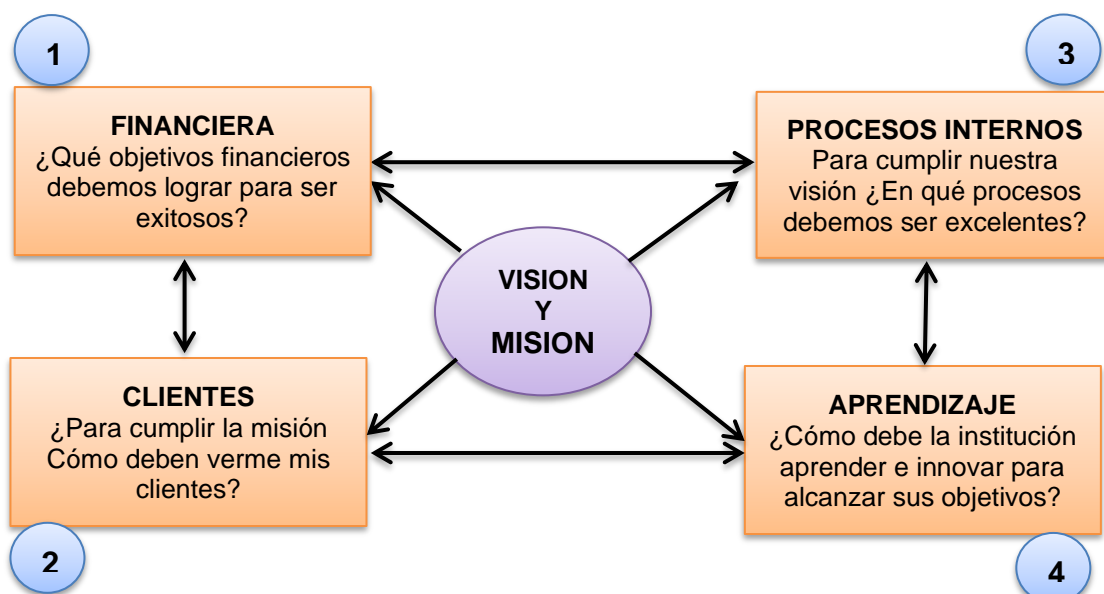 1
FINANCIERA
¿Qué objetivos financieros
debemos lograr para ser
exitosos?
3
PROCESOS INTERNOS
Para cumplir nuestra
visión ¿En qué procesos
debemos ser excelentes?
VISION
Y
MISION
CLIENTES
¿Para cumplir la misión
Cómo deben verme mis
clientes?
2
APRENDIZAJE
¿Cómo debe la institución
aprender e innovar para
alcanzar sus objetivos?
4